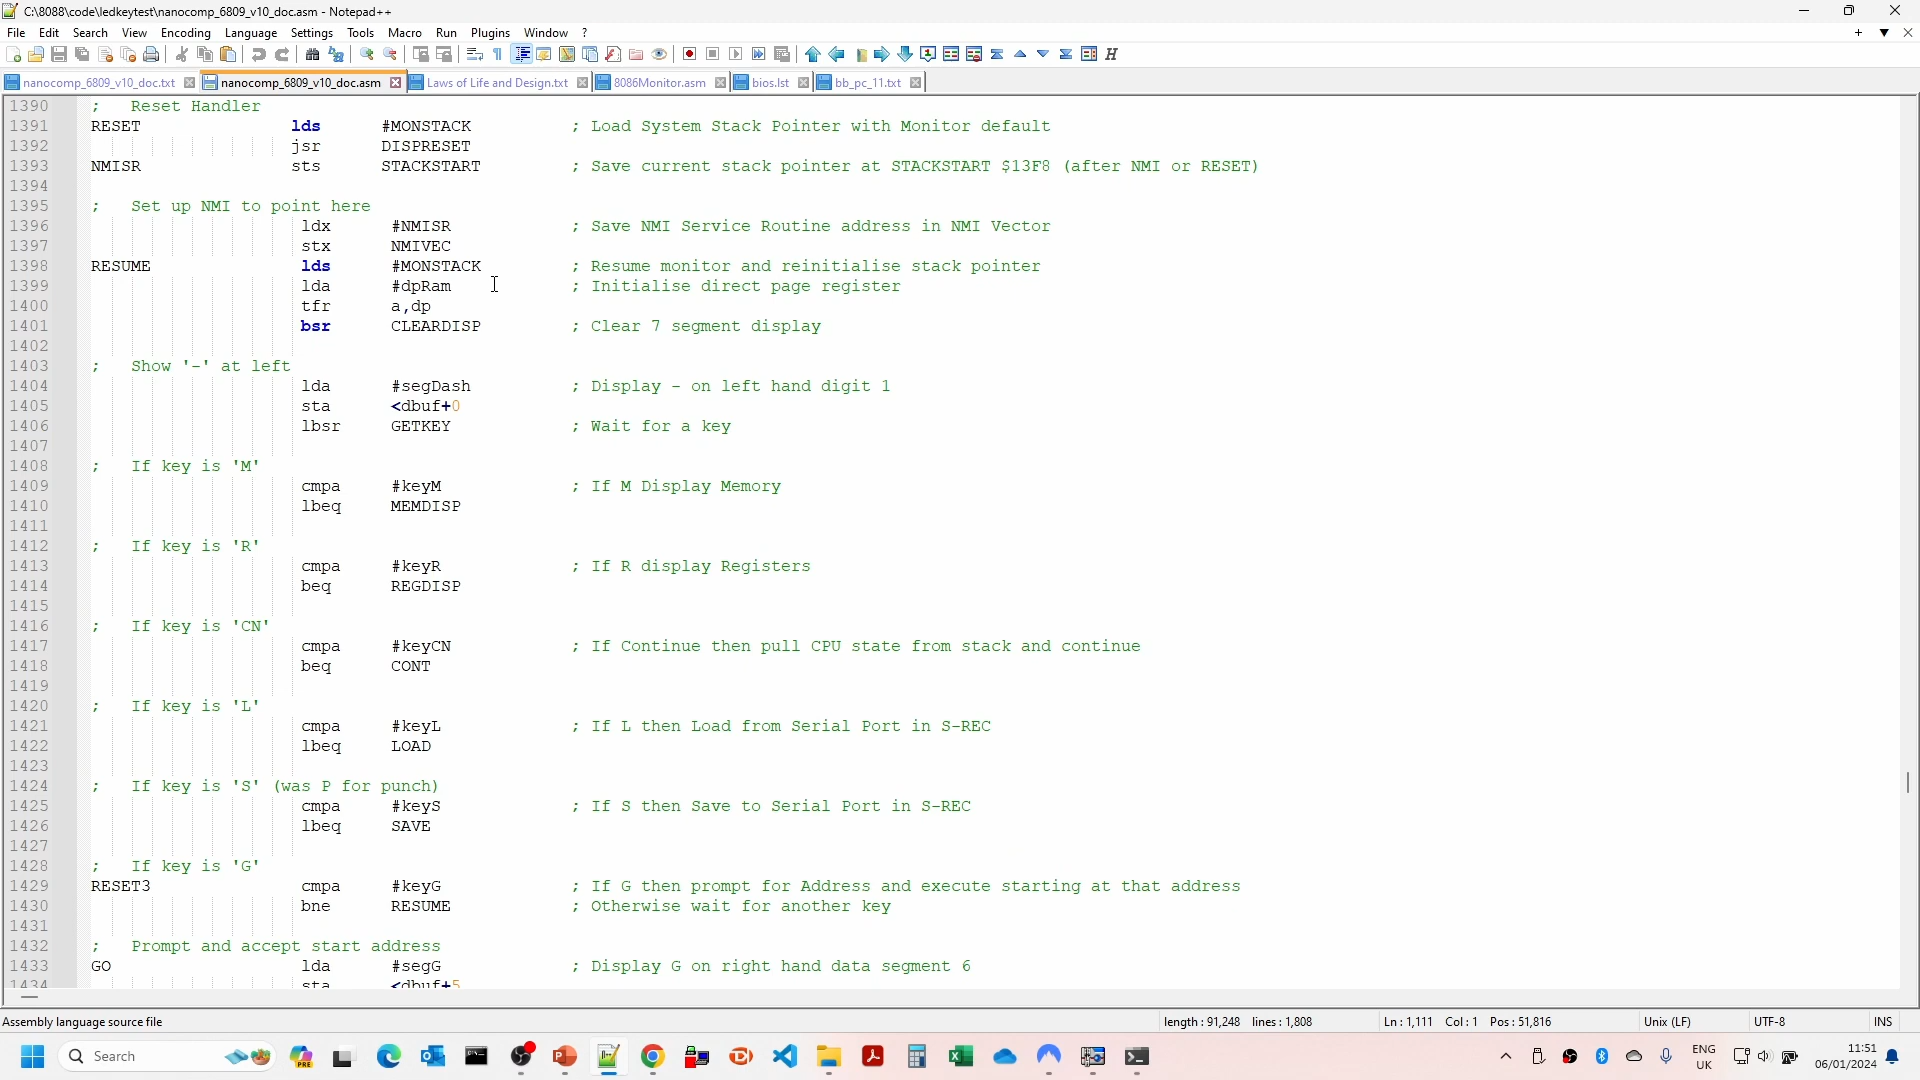 C:\8088\code\ledkeytest\nanocomp_6809_v10_doc.asm - Notepad++
File Edit Search View Encoding Language Settings Tools Macro Run Plugins Window ?
nanocomp_6809_v10_doc.txt nanocomp_6809_v10_doc.asm Laws of Life and Design.txt 8086Monitor.asm bios.lst bb_pc_11.txt
1390 ; Reset Handler
1391 RESET lds #MONSTACK ; Load System Stack Pointer with Monitor default
1392 jsr DISPRESET
1393 NMISR sts STACKSTART ; Save current stack pointer at STACKSTART $13F8 (after NMI or RESET)
1394
1395 ; Set up NMI to point here
1396 ldx #NMISR ; Save NMI Service Routine address in NMI Vector
1397 stx NMIVEC
1398 RESUME lds #MONSTACK ; Resume monitor and reinitialise stack pointer
1399 lda #dpRam ; Initialise direct page register
1400 tfr a,dp
1401 bsr CLEARDISP ; Clear 7 segment display
1402
1403 ; Show '-' at left
1404 lda #segDash ; Display - on left hand digit 1
1405 sta <dbuf+0
1406 lbsr GETKEY ; Wait for a key
1407
1408 ; If key is 'M'
1409 cmpa #keyM ; If M Display Memory
1410 lbeq MEMDISP
1411
1412 ; If key is 'R'
1413 cmpa #keyR ; If R display Registers
1414 beq REGDISP
1415
1416 ; If key is 'CN'
1417 cmpa #keyCN ; If Continue then pull CPU state from stack and continue
1418 beq CONT
1419
1420 ; If key is 'L'
1421 cmpa #keyL ; If L then Load from Serial Port in S-REC
1422 lbeq LOAD
1423
1424 ; If key is 'S' (was P for punch)
1425 cmpa #keyS ; If S then Save to Serial Port in S-REC
1426 lbeq SAVE
1427
1428 ; If key is 'G'
1429 RESET3 cmpa #keyG ; If G then prompt for Address and execute starting at that address
1430 bne RESUME ; Otherwise wait for another key
1431
1432 ; Prompt and accept start address
1433 GO lda #segG ; Display G on right hand data segment 6
1434 sta <dbuf+5
Assembly language source file length : 91,248 lines : 1,808 Ln : 1,111 Col : 1 Pos : 51,816 Unix (LF) UTF-8 INS
Search ENG UK 11:51 06/01/2024